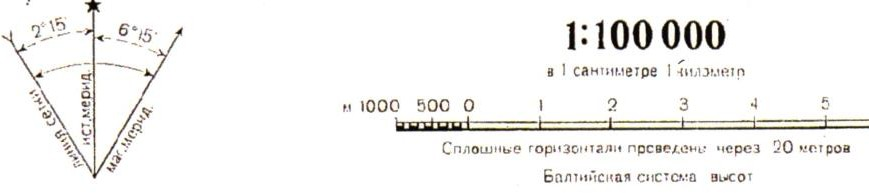 2°15'
6°15'
линия сетки
ист.мерид.
маг.мерид.
1:100 000
в 1 сантиметре 1 километр
м 1000 500 0 1 2 3 4 5
Сплошные горизонтали проведены через 20 метров
Балтийская система высот